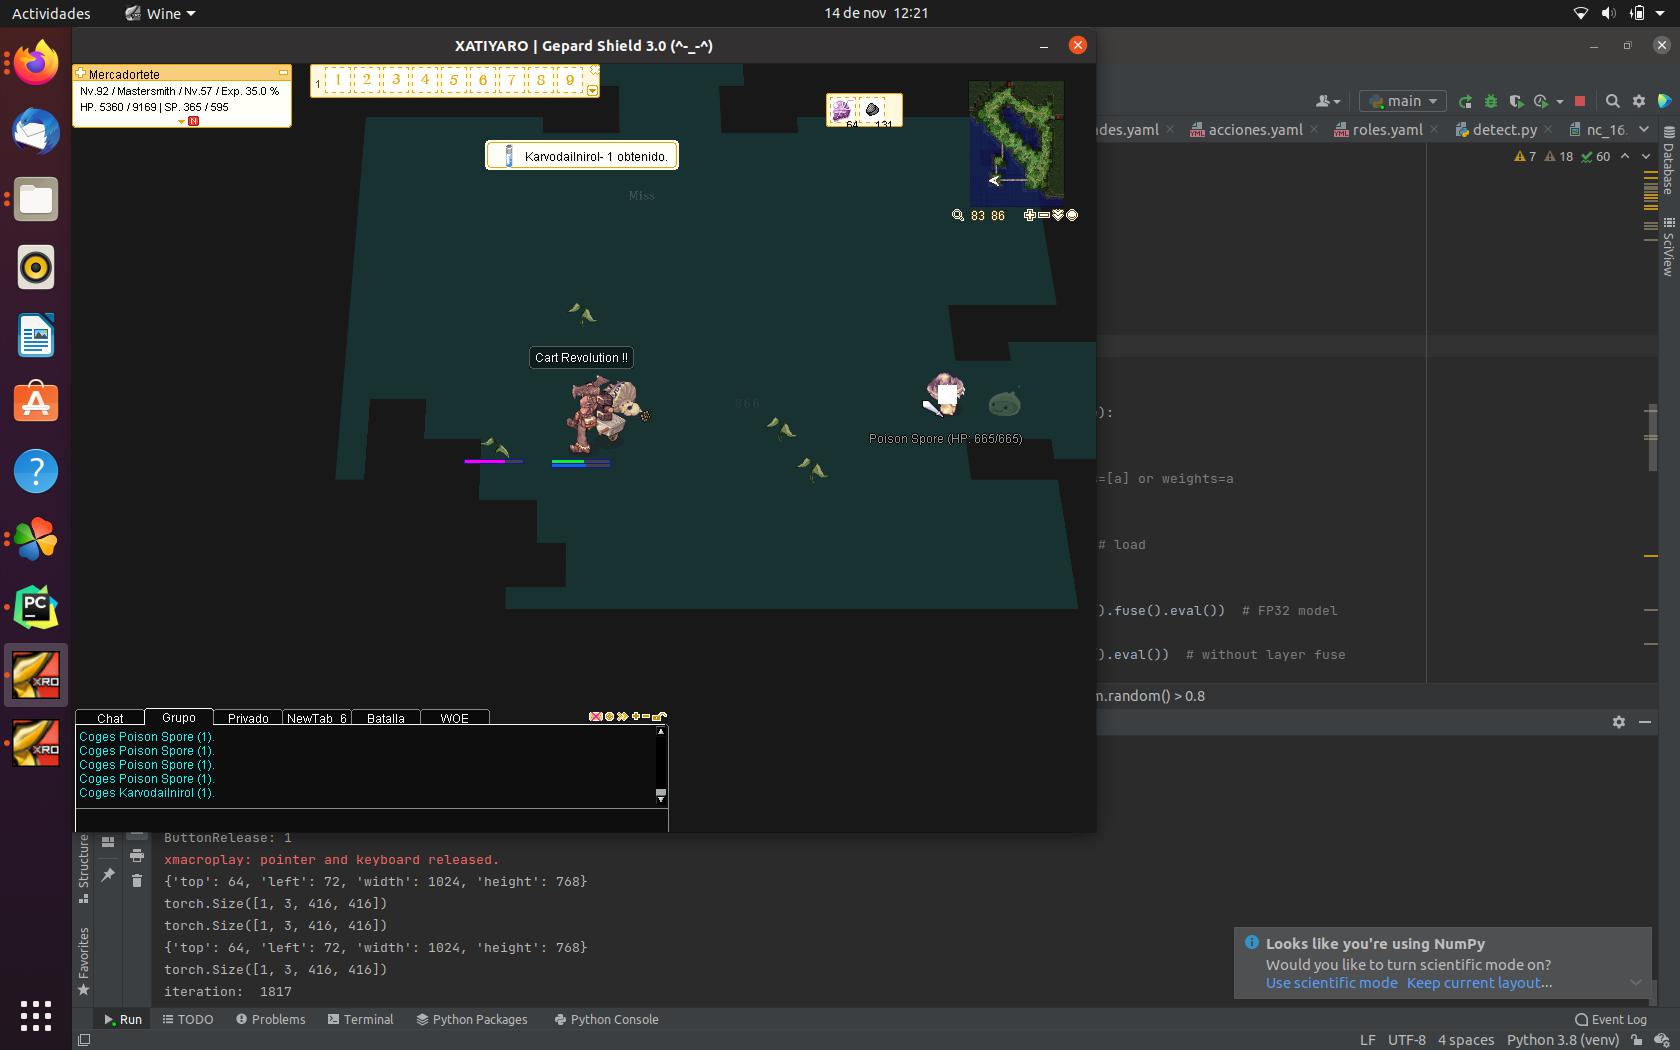 Actividades
Wine
14 de nov 12:21
XATIYARO | Gepard Shield 3.0 (^-_-^)
Mercadortete
Nv.92 / Mastersmith / Nv.57 / Exp. 35.0 %
HP. 5360 / 9169 | SP. 365 / 595
N
1 1 2 3 4 5 6 7 8 9
64 131
Karvodailnirol- 1 obtenido.
Miss
83 86
Cart Revolution !!
866
Poison Spore (HP: 665/665)
main
des.yaml
acciones.yaml
roles.yaml
detect.py
nc_16.
7 18 60
Database
SciView
):
s=[a] or weights=a
# load
).fuse().eval()) # FP32 model
).eval()) # without layer fuse
m.random() > 0.8
PC
XRO
XRO
Chat Grupo Privado NewTab_6 Batalla WOE
Coges Poison Spore (1).
Coges Poison Spore (1).
Coges Poison Spore (1).
Coges Poison Spore (1).
Coges Karvodailnirol (1).
ButtonRelease: 1
xmacroplay: pointer and keyboard released.
{'top': 64, 'left': 72, 'width': 1024, 'height': 768}
torch.Size([1, 3, 416, 416])
torch.Size([1, 3, 416, 416])
{'top': 64, 'left': 72, 'width': 1024, 'height': 768}
torch.Size([1, 3, 416, 416])
iteration: 1817
Structure
Favorites
Looks like you're using NumPy
Would you like to turn scientific mode on?
Use scientific mode Keep current layout...
Run TODO Problems Terminal Python Packages Python Console
Event Log
LF UTF-8 4 spaces Python 3.8 (venv)